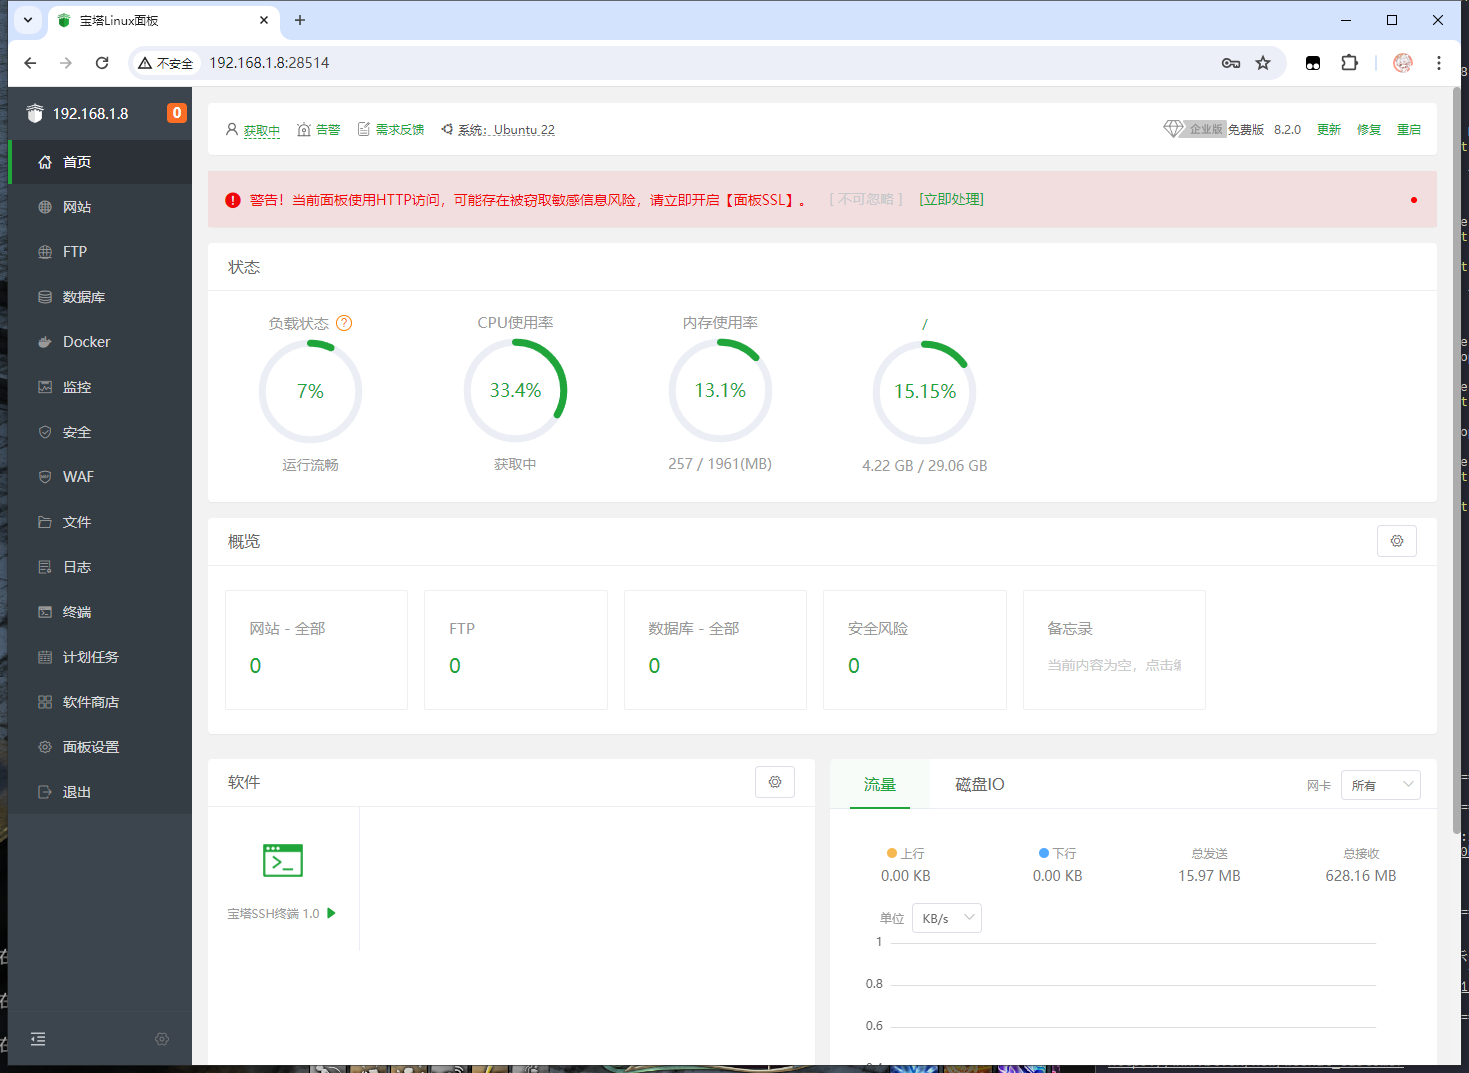 宝塔Linux面板
不安全 192.168.1.8:28514
192.168.1.8 0
首页
网站
FTP
数据库
Docker
监控
安全
WAF
文件
日志
终端
计划任务
软件商店
面板设置
退出
获取中 告警 需求反馈 系统: Ubuntu 22
企业版 免费版 8.2.0 更新 修复 重启
警告！当前面板使用HTTP访问，可能存在被窃取敏感信息风险，请立即开启【面板SSL】。 [ 不可忽略 ] [立即处理]
状态
负载状态 ?
7%
运行流畅
CPU使用率
33.4%
获取中
内存使用率
13.1%
257 / 1961(MB)
/
15.15%
4.22 GB / 29.06 GB
概览
网站 - 全部
0
FTP
0
数据库 - 全部
0
安全风险
0
备忘录
当前内容为空，点击
软件
宝塔SSH终端 1.0
流量 磁盘IO 网卡 所有
上行
0.00 KB
下行
0.00 KB
总发送
15.97 MB
总接收
628.16 MB
单位 KB/s
1
0.8
0.6